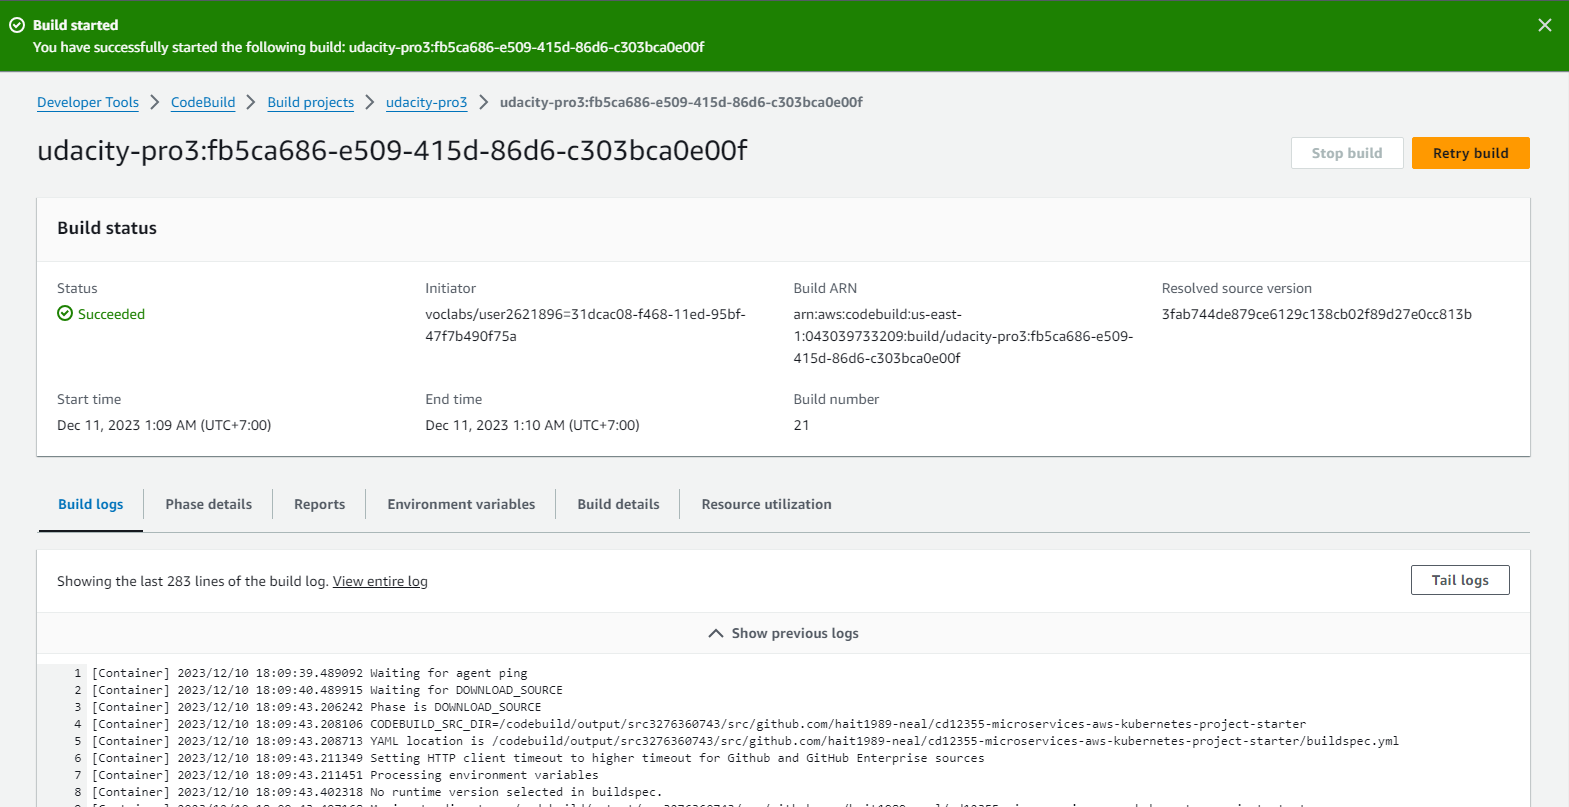 Build started
You have successfully started the following build: udacity-pro3:fb5ca686-e509-415d-86d6-c303bca0e00f
Developer Tools > CodeBuild > Build projects > udacity-pro3 > udacity-pro3:fb5ca686-e509-415d-86d6-c303bca0e00f
udacity-pro3:fb5ca686-e509-415d-86d6-c303bca0e00f
Stop build
Retry build
Build status
Status
Succeeded
Initiator
voclabs/user2621896=31dcac08-f468-11ed-95bf-
47f7b490f75a
Build ARN
arn:aws:codebuild:us-east-
1:043039733209:build/udacity-pro3:fb5ca686-e509-
415d-86d6-c303bca0e00f
Resolved source version
3fab744de879ce6129c138cb02f89d27e0cc813b
Start time
Dec 11, 2023 1:09 AM (UTC+7:00)
End time
Dec 11, 2023 1:10 AM (UTC+7:00)
Build number
21
Build logs
Phase details
Reports
Environment variables
Build details
Resource utilization
Showing the last 283 lines of the build log. View entire log
Tail logs
Show previous logs
1 [Container] 2023/12/10 18:09:39.489092 Waiting for agent ping
2 [Container] 2023/12/10 18:09:40.489915 Waiting for DOWNLOAD_SOURCE
3 [Container] 2023/12/10 18:09:43.206242 Phase is DOWNLOAD_SOURCE
4 [Container] 2023/12/10 18:09:43.208106 CODEBUILD_SRC_DIR=/codebuild/output/src3276360743/src/github.com/hait1989-neal/cd12355-microservices-aws-kubernetes-project-starter
5 [Container] 2023/12/10 18:09:43.208713 YAML location is /codebuild/output/src3276360743/src/github.com/hait1989-neal/cd12355-microservices-aws-kubernetes-project-starter/buildspec.yml
6 [Container] 2023/12/10 18:09:43.211349 Setting HTTP client timeout to higher timeout for Github and GitHub Enterprise sources
7 [Container] 2023/12/10 18:09:43.211451 Processing environment variables
8 [Container] 2023/12/10 18:09:43.402318 No runtime version selected in buildspec.